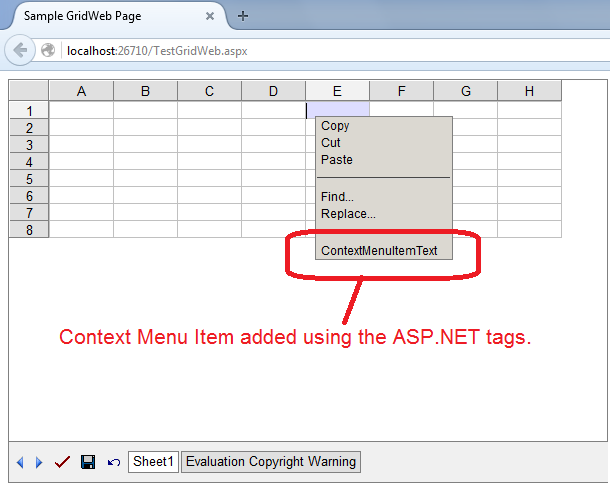 Sample GridWeb Page
localhost:26710/TestGridWeb.aspx
A B C D E F G H
1
2
3
4
5
6
7
8
Copy
Cut
Paste
Find...
Replace...
ContextMenuItemText
Context Menu Item added using the ASP.NET tags.
Sheet1 Evaluation Copyright Warning